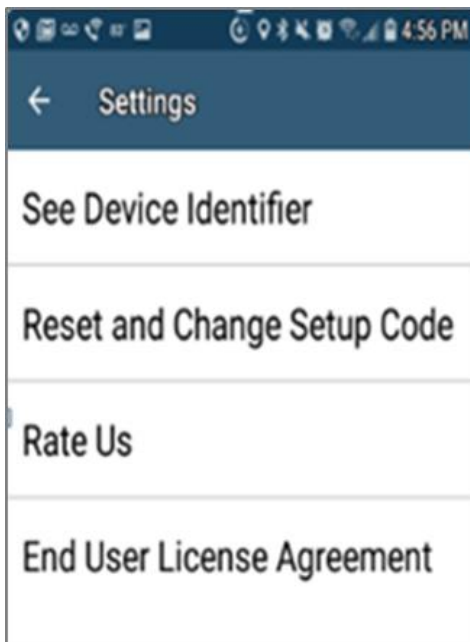 4:56 PM
Settings
See Device Identifier
Reset and Change Setup Code
Rate Us
End User License Agreement